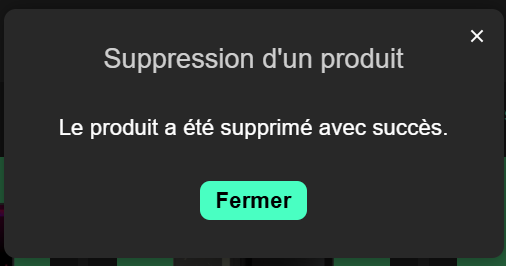 Suppression d'un produit
Le produit a été supprimé avec succès.
Fermer